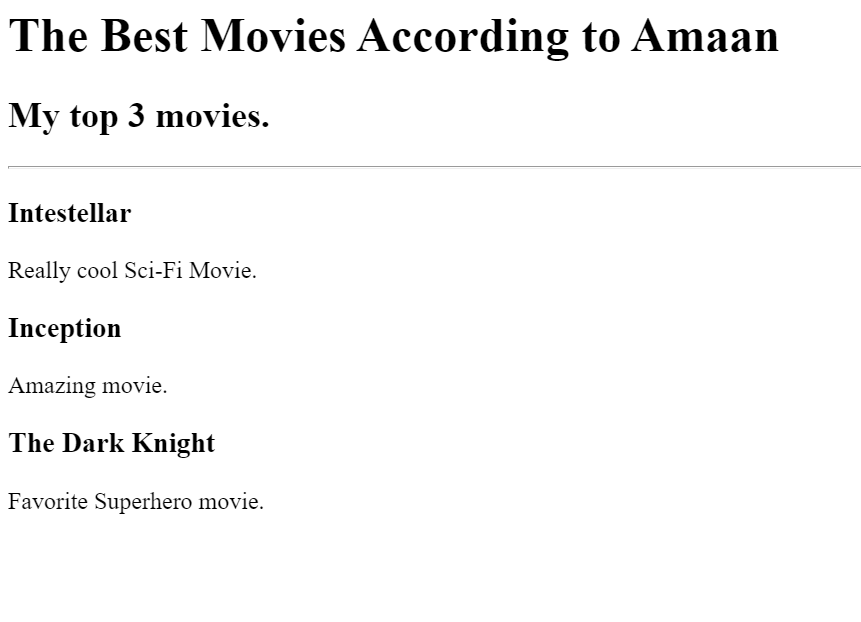 The Best Movies According to Amaan
My top 3 movies.
Intestellar
Really cool Sci-Fi Movie.
Inception
Amazing movie.
The Dark Knight
Favorite Superhero movie.